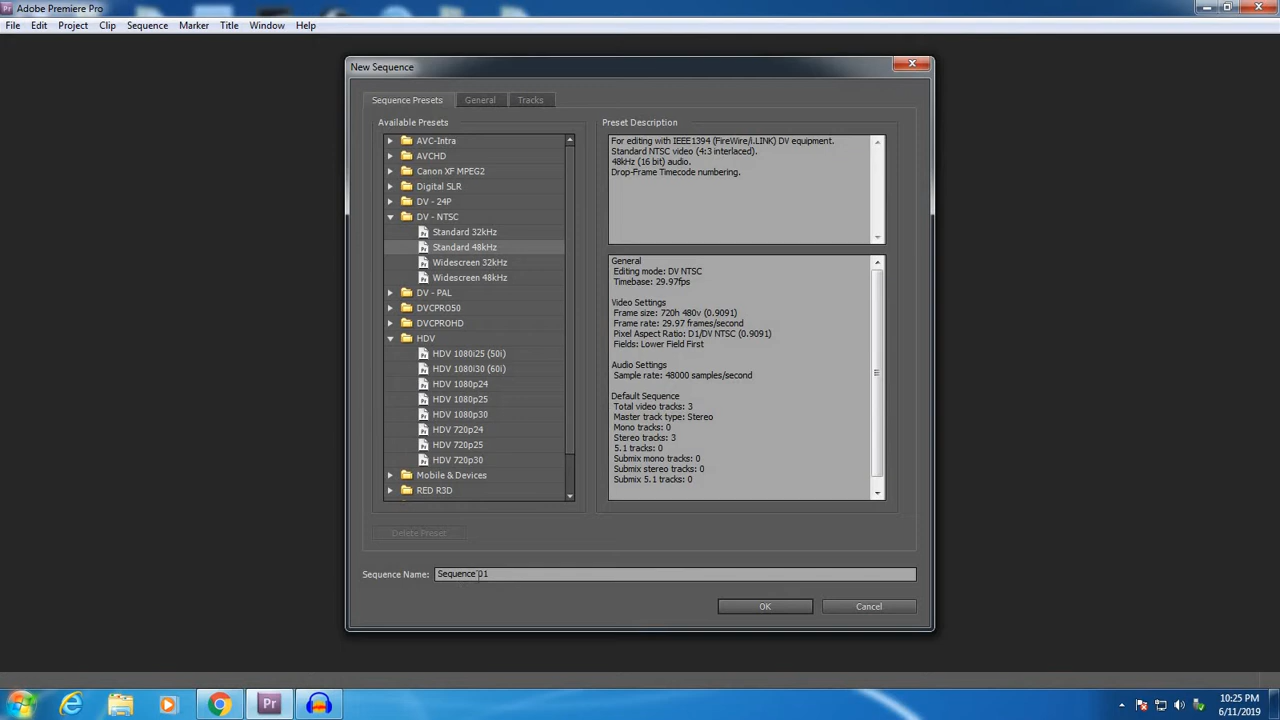 Adobe Premiere Pro
File Edit Project Clip Sequence Marker Title Window Help
New Sequence
Sequence Presets General Tracks
Available Presets
AVC-Intra
AVCHD
Canon XF MPEG2
Digital SLR
DV - 24P
DV - NTSC
Standard 32kHz
Standard 48kHz
Widescreen 32kHz
Widescreen 48kHz
DV - PAL
DVCPRO50
DVCPROHD
HDV
HDV 1080i25 (50i)
HDV 1080i30 (60i)
HDV 1080p24
HDV 1080p25
HDV 1080p30
HDV 720p24
HDV 720p25
HDV 720p30
Mobile & Devices
RED R3D
Preset Description
For editing with IEEE1394 (FireWire/i.LINK) DV equipment.
Standard NTSC video (4:3 interlaced).
48kHz (16 bit) audio.
Drop-Frame Timecode numbering.
General
Editing mode: DV NTSC
Timebase: 29.97fps
Video Settings
Frame size: 720h 480v (0.9091)
Frame rate: 29.97 frames/second
Pixel Aspect Ratio: D1/DV NTSC (0.9091)
Fields: Lower Field First
Audio Settings
Sample rate: 48000 samples/second
Default Sequence
Total video tracks: 3
Master track type: Stereo
Mono tracks: 0
Stereo tracks: 3
5.1 tracks: 0
Submix mono tracks: 0
Submix stereo tracks: 0
Submix 5.1 tracks: 0
Delete Preset
Sequence Name: Sequence 01
OK Cancel
10:25 PM
6/11/2019